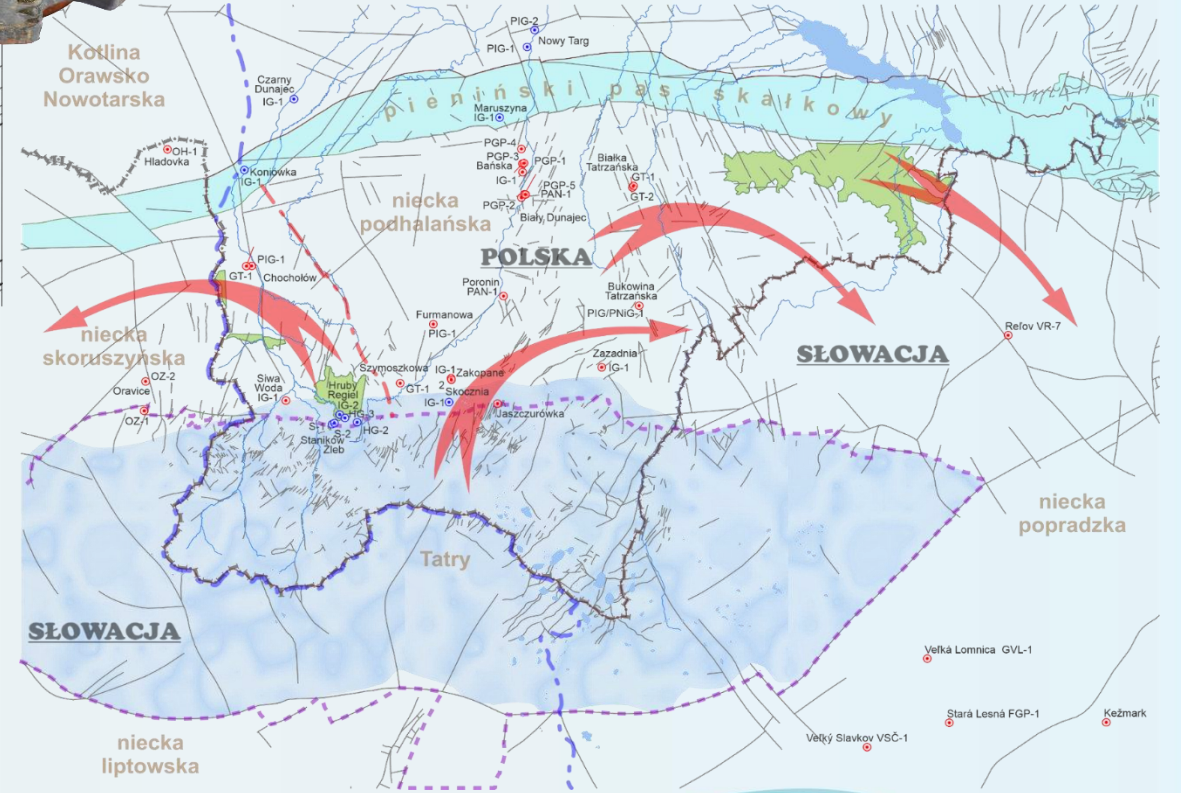 PIG-2
Nowy Targ
PIG-1
Kotlina
Orawsko
Nowotarska
Czarny
Dunajec
IG-1
pieniński pas skałkowy
Maruszyna
IG-1
OH-1
Hladovka
Koniówka
IG-1
PGP-4
PGP-3
PGP-1
Bańska
IG-1
PGP-5
PAN-1
PGP-2
Biały Dunajec
Białka
Tatrzańska
GT-1
GT-2
niecka
podhalańska
POLSKA
PIG-1
GT-1
Chochołów
Poronin
PAN-1
Bukowina
Tatrzańska
PIG/PNiG-1
Furmanowa
PIG-1
niecka
skoruszyńska
Reľov VR-7
SŁOWACJA
Zazadnia
IG-1
OZ-2
Oravice
OZ-1
Siwa
Woda
IG-1
Hruby
Regiel
IG-2
Szymoszkowa
GT-1
IG-1
Zakopane
2
Skocznia
IG-1
Jaszczurówka
HG-3
S-1
S-2
HG-2
Staników
Żleb
niecka
popradzka
Tatry
SŁOWACJA
Veľká Lomnica GVL-1
Stará Lesná FGP-1
Kežmark
Veľký Slavkov VSČ-1
niecka
liptowska